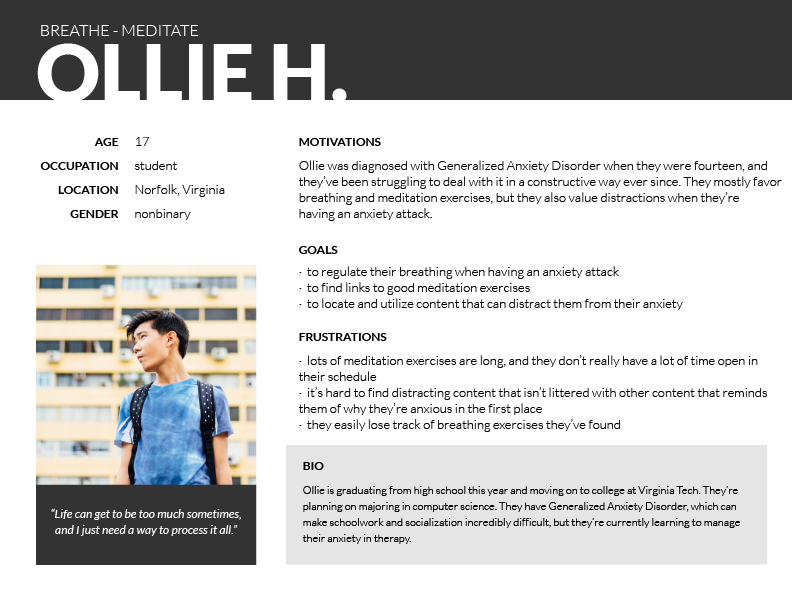 BREATHE - MEDITATE
OLLIE H.
AGE 17
OCCUPATION student
LOCATION Norfolk, Virginia
GENDER nonbinary
“Life can get to be too much sometimes,
and I just need a way to process it all.”
MOTIVATIONS
Ollie was diagnosed with Generalized Anxiety Disorder when they were fourteen, and
they’ve been struggling to deal with it in a constructive way ever since. They mostly favor
breathing and meditation exercises, but they also value distractions when they’re
having an anxiety attack.
GOALS
· to regulate their breathing when having an anxiety attack
· to find links to good meditation exercises
· to locate and utilize content that can distract them from their anxiety
FRUSTRATIONS
· lots of meditation exercises are long, and they don’t really have a lot of time open in
their schedule
· it’s hard to find distracting content that isn’t littered with other content that reminds
them of why they’re anxious in the first place
· they easily lose track of breathing exercises they’ve found
BIO
Ollie is graduating from high school this year and moving on to college at Virginia Tech. They’re
planning on majoring in computer science. They have Generalized Anxiety Disorder, which can
make schoolwork and socialization incredibly difficult, but they’re currently learning to manage
their anxiety in therapy.